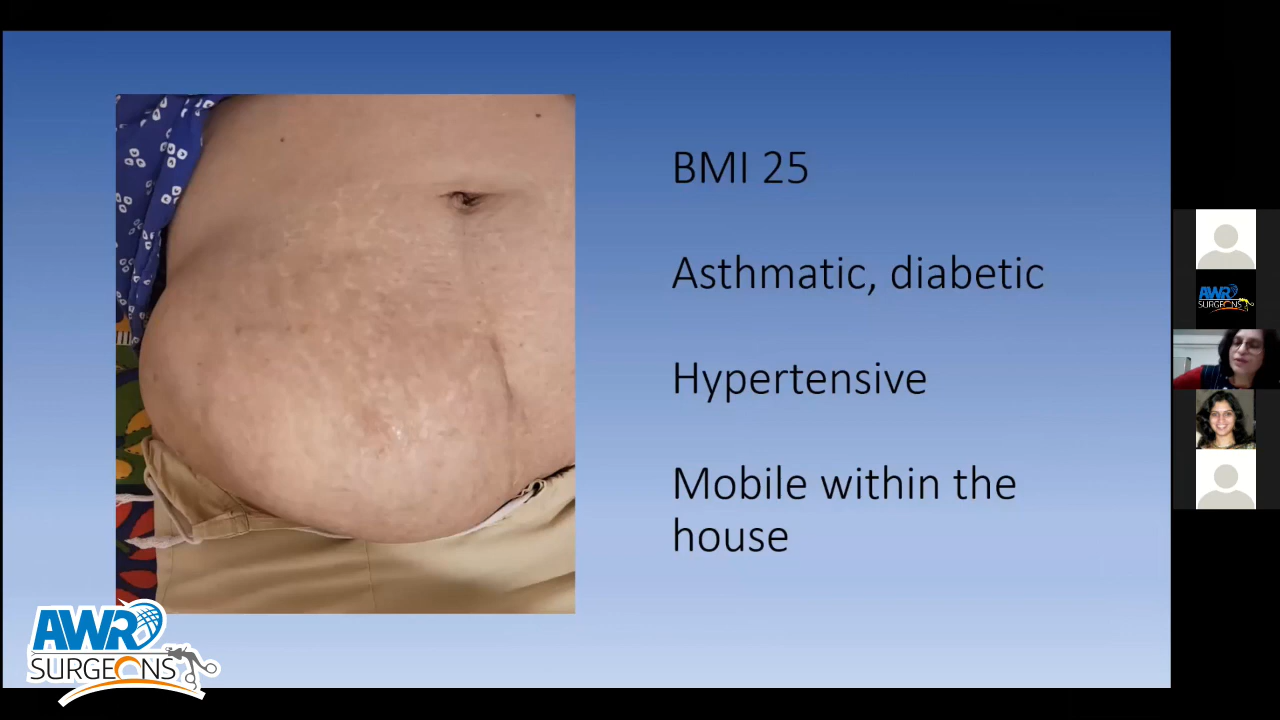 BMI 25
Asthmatic, diabetic
Hypertensive
Mobile within the
house
AWR
SURGEONS
AWR
SURGEONS